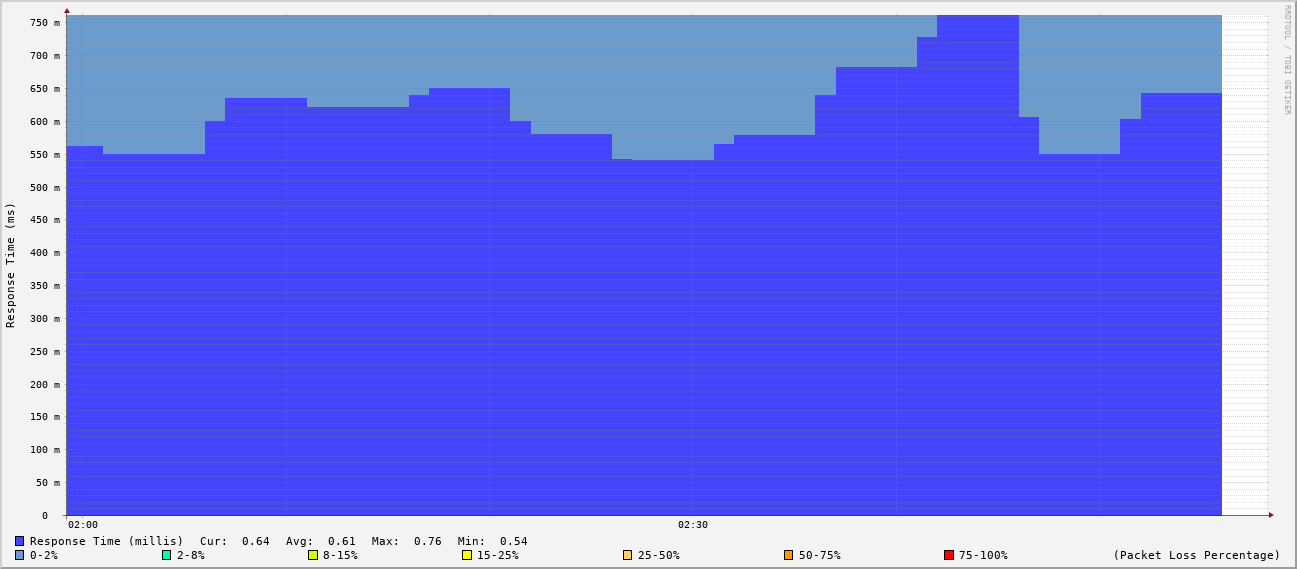 750 m
700 m
650 m
600 m
550 m
500 m
450 m
400 m
350 m
300 m
250 m
200 m
150 m
100 m
50 m
0
Response Time (ms)
02:00 02:30
RRDTOOL / TOBI OETIKER
Response Time (millis) Cur: 0.64 Avg: 0.61 Max: 0.76 Min: 0.54
0-2% 2-8% 8-15% 15-25% 25-50% 50-75% 75-100% (Packet Loss Percentage)